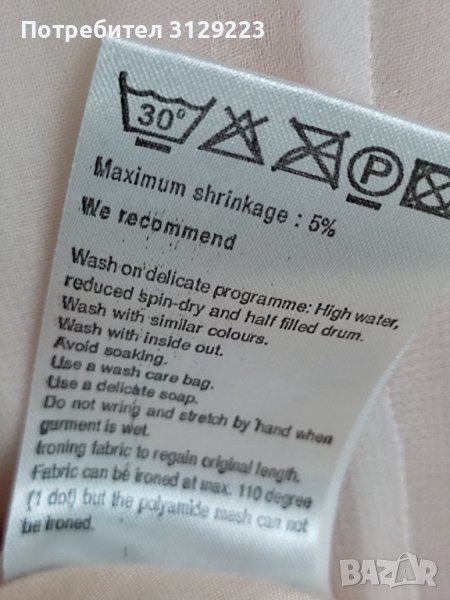 Потребител 3129223
30°
P
Maximum shrinkage : 5%
We recommend
Wash on delicate programme: High water,
reduced spin-dry and half filled drum.
Wash with similar colours.
Wash with inside out.
Avoid soaking.
Use a wash care bag.
Use a delicate soap.
Do not wring and stretch by hand when
garment is wet.
Ironing fabric to regain original length.
Fabric can be ironed at max. 110 degree
(1 dot) but the polyamide mesh can not
be ironed.
BAZAR